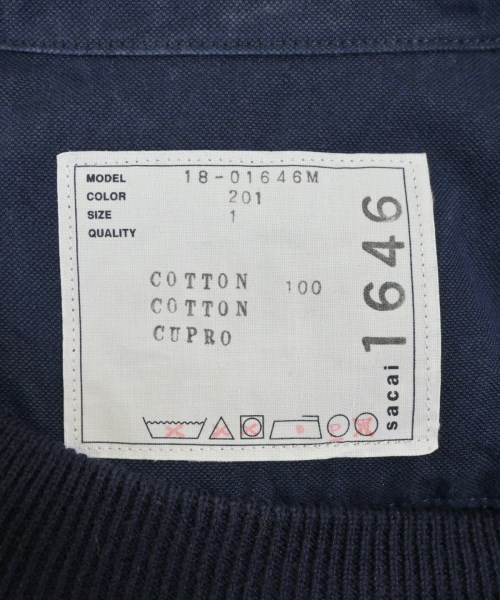 MODEL 18-01646M
COLOR 201
SIZE 1
QUALITY
COTTON 100
COTTON
CUPRO
sacai 1646